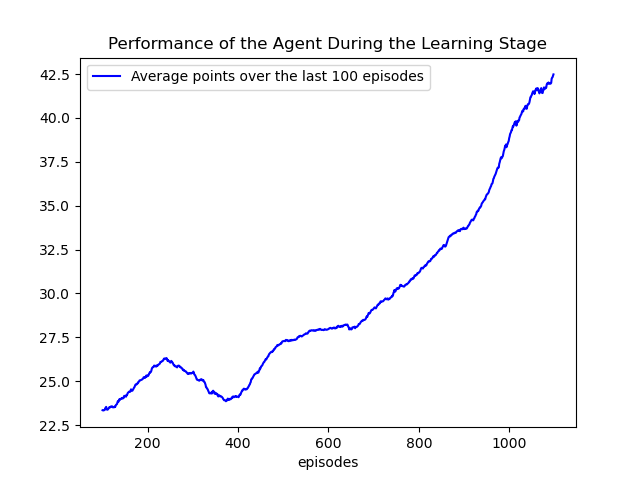 Performance of the Agent During the Learning Stage
Average points over the last 100 episodes
42.5
40.0
37.5
35.0
32.5
30.0
27.5
25.0
22.5
200 400 600 800 1000
episodes